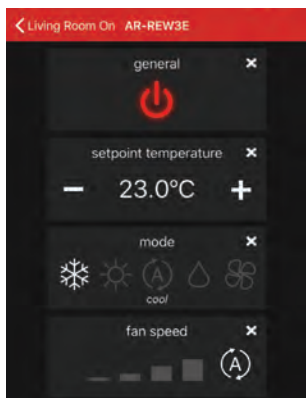 Living Room On AR-REW3E
general
setpoint temperature
23.0°C
mode
A
cool
fan speed
A